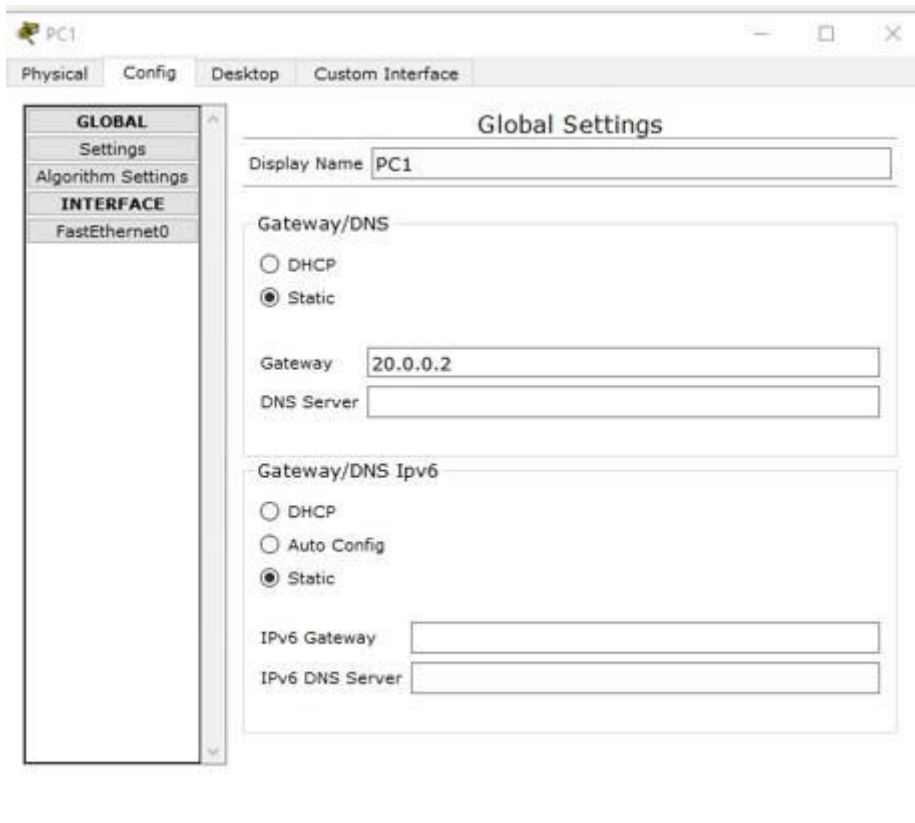 PC1
Physical Config Desktop Custom Interface
GLOBAL
Settings
Algorithm Settings
INTERFACE
FastEthernet0
Global Settings
Display Name PC1
Gateway/DNS
DHCP
Static
Gateway 20.0.0.2
DNS Server
Gateway/DNS Ipv6
DHCP
Auto Config
Static
IPv6 Gateway
IPv6 DNS Server